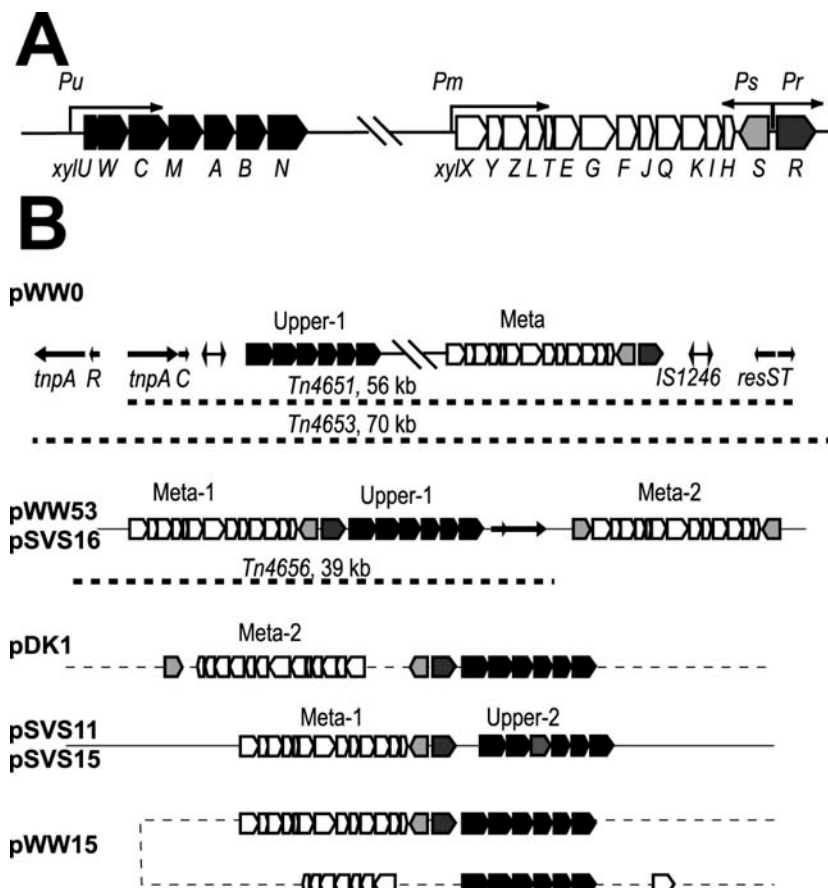 A
Pu Pm Ps Pr
xylU W C M A B N xylX Y Z L T E G F J Q K I H S R
B
pWW0
Upper-1 Meta
tnpA R tnpA C IS1246 resST
Tn4651, 56 kb
Tn4653, 70 kb
Meta-1 Upper-1 Meta-2
pWW53
pSVS16
Tn4656, 39 kb
Meta-2
pDK1
Meta-1 Upper-2
pSVS11
pSVS15
pWW15